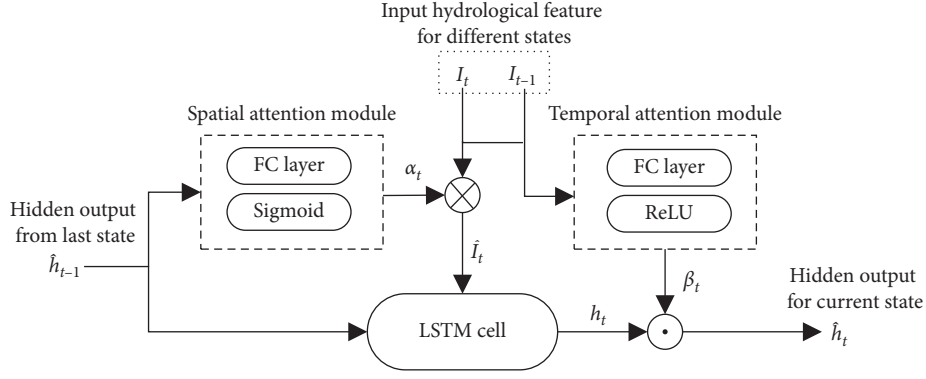 Input hydrological feature
for different states
I_t I_{t–1}
Spatial attention module
FC layer
Sigmoid
α_t
Temporal attention module
FC layer
ReLU
Hidden output
from last state
ĥ_{t–1}
Î_t
β_t
LSTM cell
h_t
Hidden output
for current state
ĥ_t